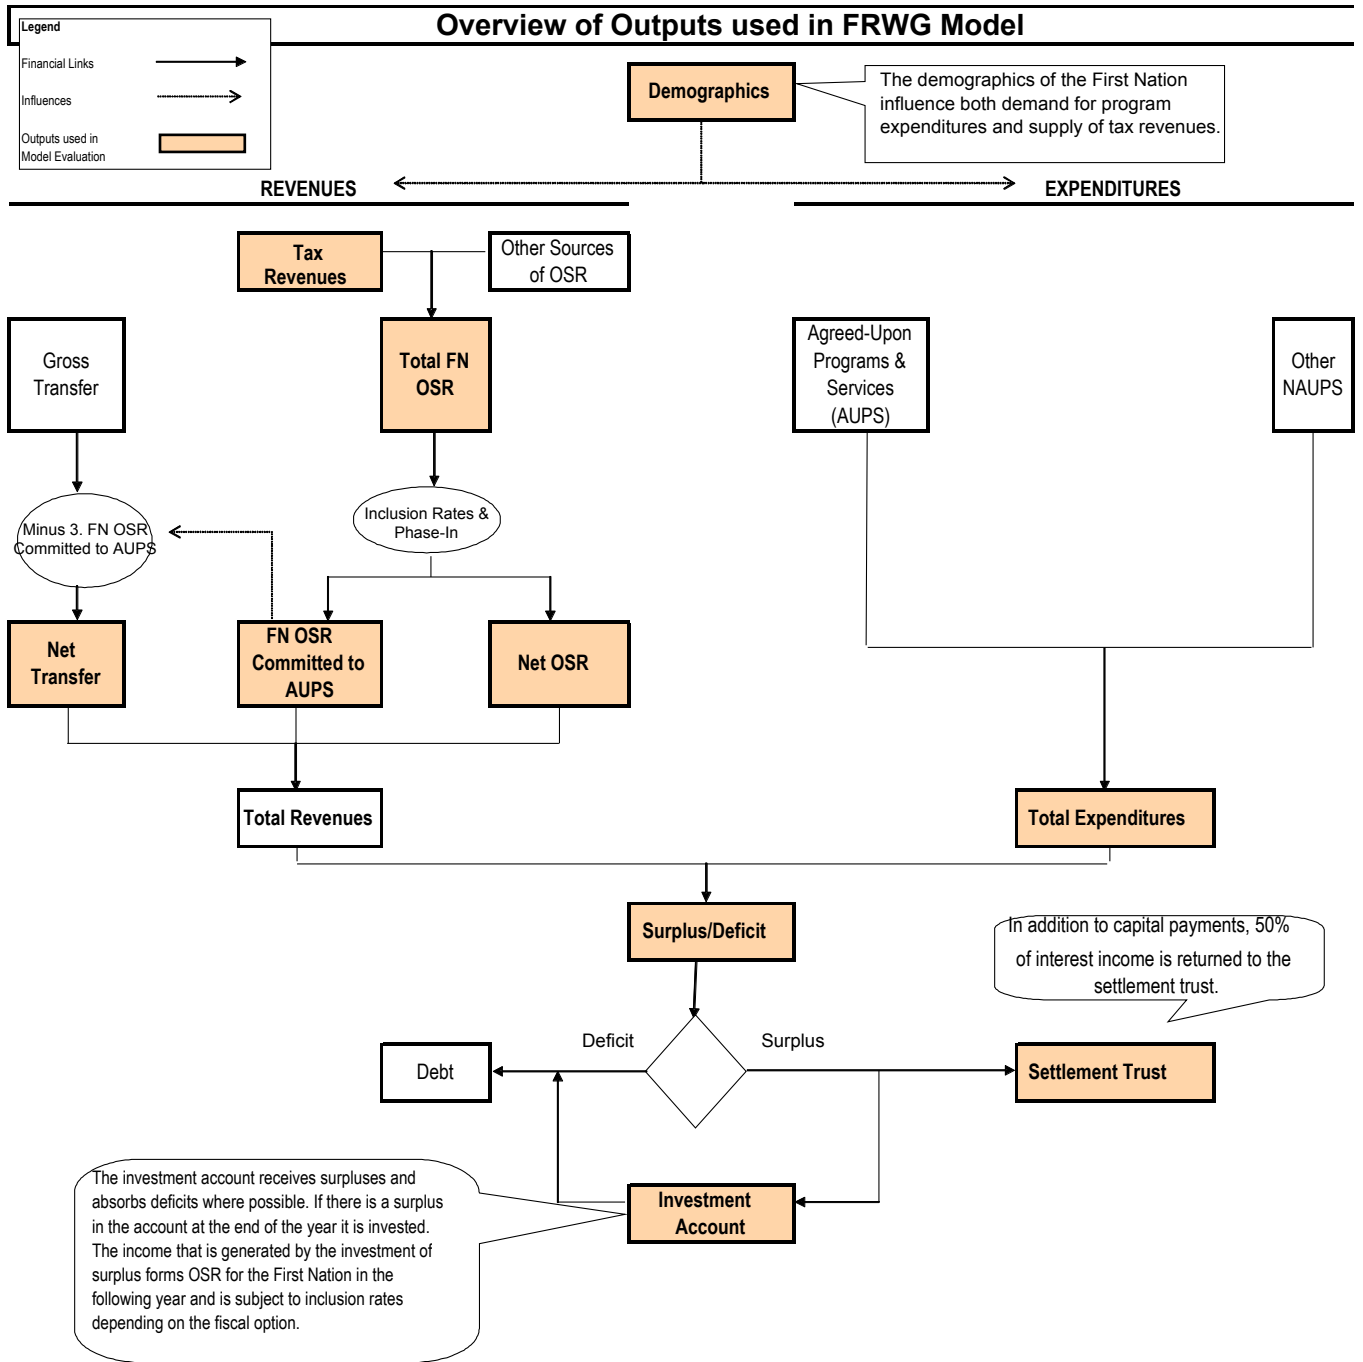 Overview of Outputs used in FRWG Model
Legend
Financial Links
Influences
Outputs used in
Model Evaluation
Demographics
The demographics of the First Nation
influence both demand for program
expenditures and supply of tax revenues.
REVENUES
EXPENDITURES
Tax
Revenues
Other Sources
of OSR
Gross
Transfer
Total FN
OSR
Agreed-Upon
Programs &
Services
(AUPS)
Other
NAUPS
Minus 3. FN OSR
Committed to AUPS
Inclusion Rates &
Phase-In
Net
Transfer
FN OSR
Committed to
AUPS
Net OSR
Total Revenues
Total Expenditures
Surplus/Deficit
In addition to capital payments, 50%
of interest income is returned to the
settlement trust.
Deficit
Surplus
Debt
Settlement Trust
The investment account receives surpluses and
absorbs deficits where possible. If there is a surplus
in the account at the end of the year it is invested.
The income that is generated by the investment of
surplus forms OSR for the First Nation in the
following year and is subject to inclusion rates
depending on the fiscal option.
Investment
Account